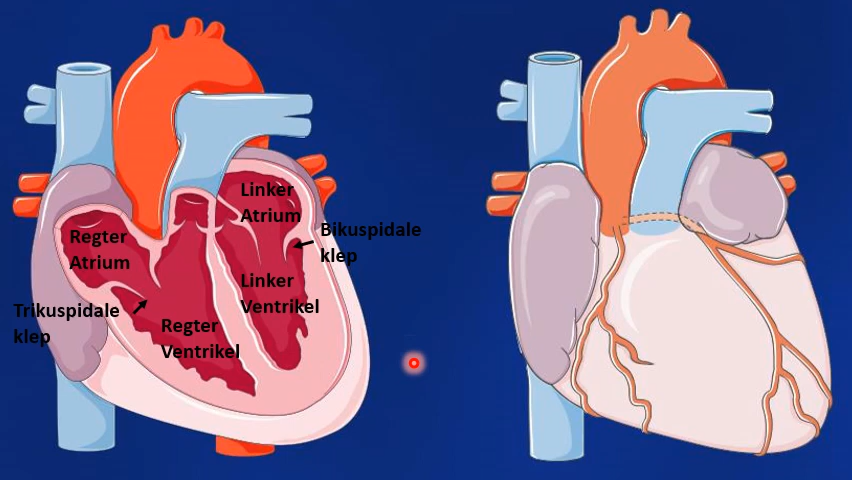 Linker
Atrium
Regter
Atrium
Bikuspidale
klep
Linker
Ventrikel
Trikuspidale
klep
Regter
Ventrikel